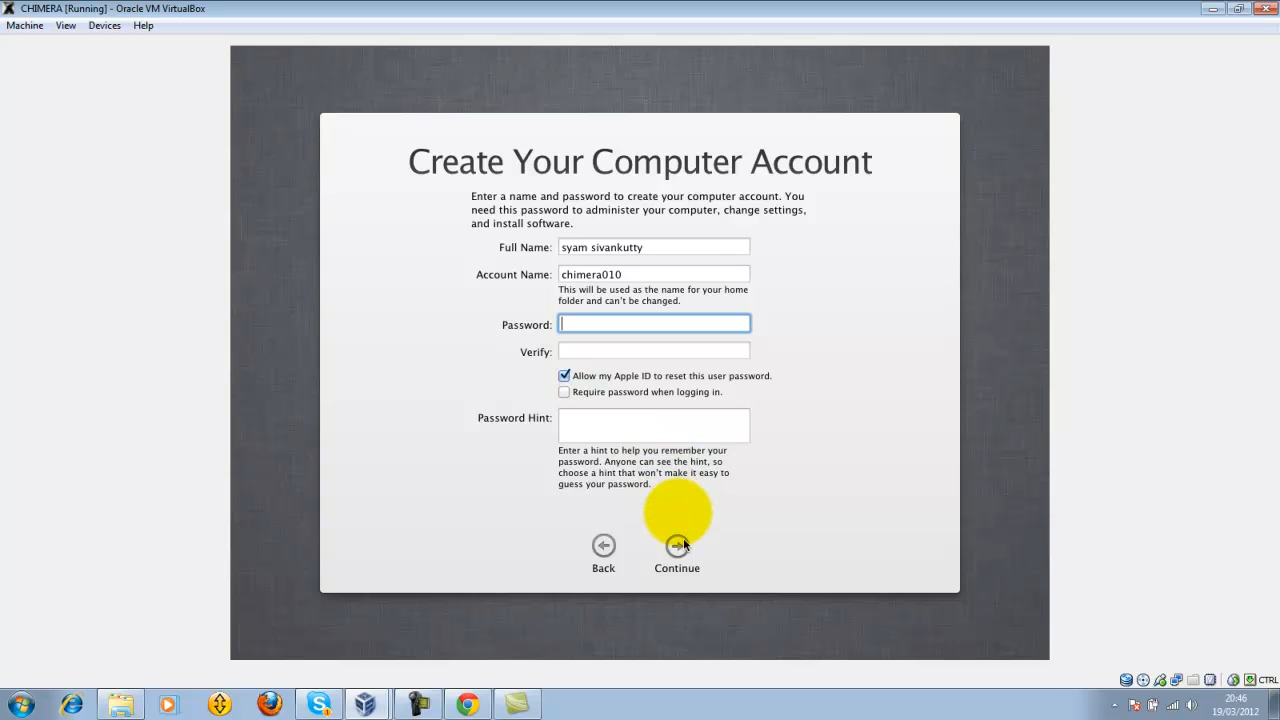 CHIMERA [Running] - Oracle VM VirtualBox
Machine View Devices Help
Create Your Computer Account
Enter a name and password to create your computer account. You
need this password to administer your computer, change settings,
and install software.
Full Name: syam sivankutty
Account Name: chimera010
This will be used as the name for your home
folder and can't be changed.
Password:
Verify:
Allow my Apple ID to reset this user password.
Require password when logging in.
Password Hint:
Enter a hint to help you remember your
password. Anyone can see the hint, so
choose a hint that won't make it easy to
guess your password.
Back Continue
CTRL
20:46
19/03/2012